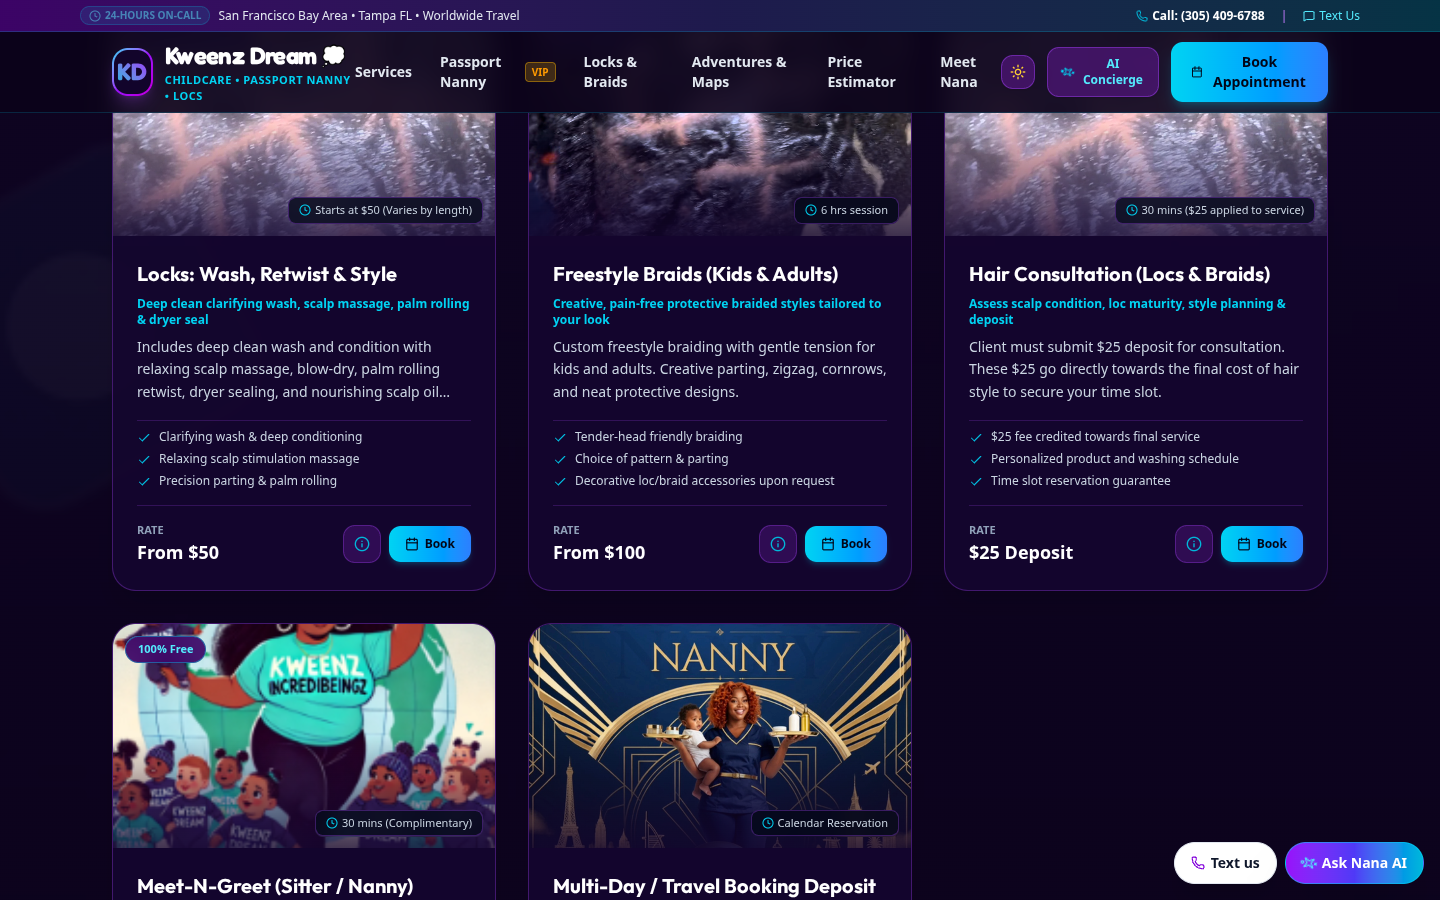 24-HOURS ON-CALL
San Francisco Bay Area • Tampa FL • Worldwide Travel
Call: (305) 409-6788
|
Text Us
KD
Kweenz Dream 💭
CHILDCARE • PASSPORT NANNY
• LOCS
Services
Passport
Nanny
VIP
Locks &
Braids
Adventures &
Maps
Price
Estimator
Meet
Nana
AI
Concierge
Book
Appointment
Starts at $50 (Varies by length)
6 hrs session
30 mins ($25 applied to service)
Locks: Wash, Retwist & Style
Deep clean clarifying wash, scalp massage, palm rolling
& dryer seal
Includes deep clean wash and condition with
relaxing scalp massage, blow-dry, palm rolling
retwist, dryer sealing, and nourishing scalp oil...
Clarifying wash & deep conditioning
Relaxing scalp stimulation massage
Precision parting & palm rolling
RATE
From $50
Book
Freestyle Braids (Kids & Adults)
Creative, pain-free protective braided styles tailored to
your look
Custom freestyle braiding with gentle tension for
kids and adults. Creative parting, zigzag, cornrows,
and neat protective designs.
Tender-head friendly braiding
Choice of pattern & parting
Decorative loc/braid accessories upon request
RATE
From $100
Book
Hair Consultation (Locs & Braids)
Assess scalp condition, loc maturity, style planning &
deposit
Client must submit $25 deposit for consultation.
These $25 go directly towards the final cost of hair
style to secure your time slot.
$25 fee credited towards final service
Personalized product and washing schedule
Time slot reservation guarantee
RATE
$25 Deposit
Book
100% Free
KWEENZ
INCREDIBEINGZ
30 mins (Complimentary)
Meet-N-Greet (Sitter / Nanny)
NANNY
Calendar Reservation
Multi-Day / Travel Booking Deposit
Text us
Ask Nana AI